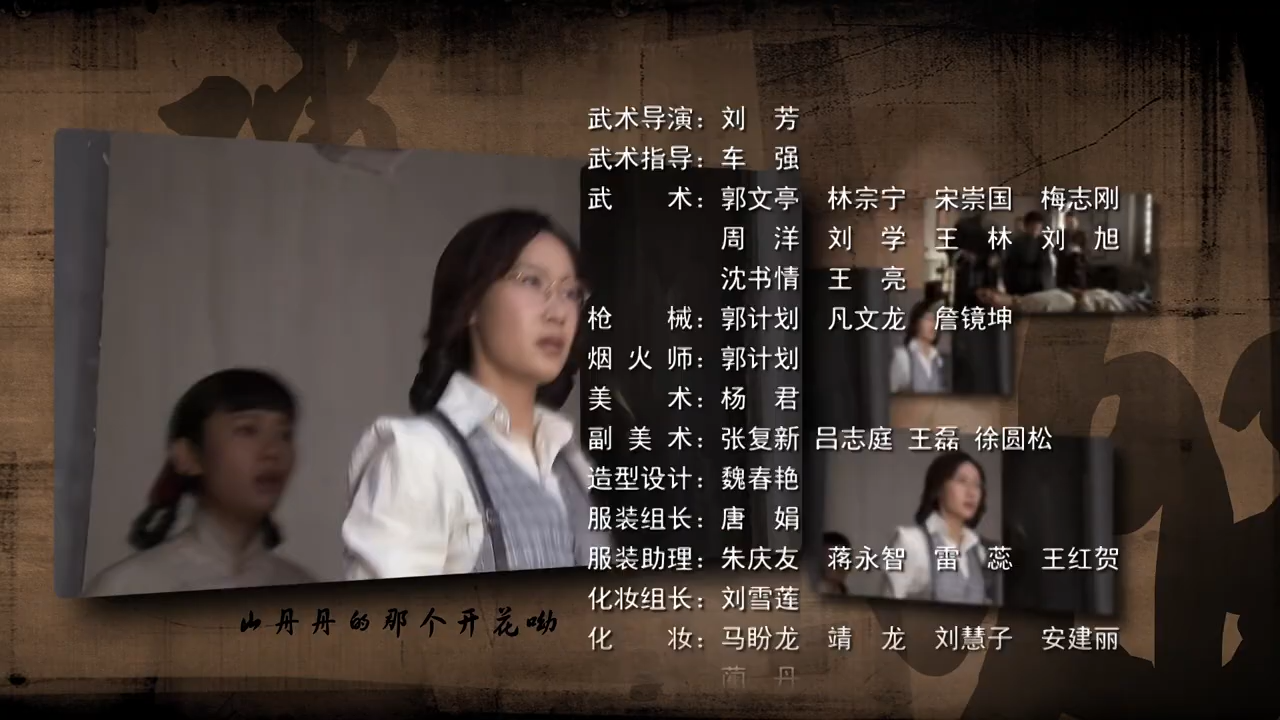 武术导演：刘　芳
武术指导：车　强
武　　术：郭文亭　林宗宁　宋崇国　梅志刚
周　洋　刘　学　王　林　刘　旭
沈书情　王　亮
枪　　械：郭计划　凡文龙　詹镜坤
烟 火 师：郭计划
美　　术：杨　君
副 美 术：张复新 吕志庭 王磊 徐圆松
造型设计：魏春艳
服装组长：唐　娟
服装助理：朱庆友　蒋永智　雷　蕊　王红贺
化妆组长：刘雪莲
化　　妆：马盼龙　靖　龙　刘慧子　安建丽
山丹丹的那个开花呦